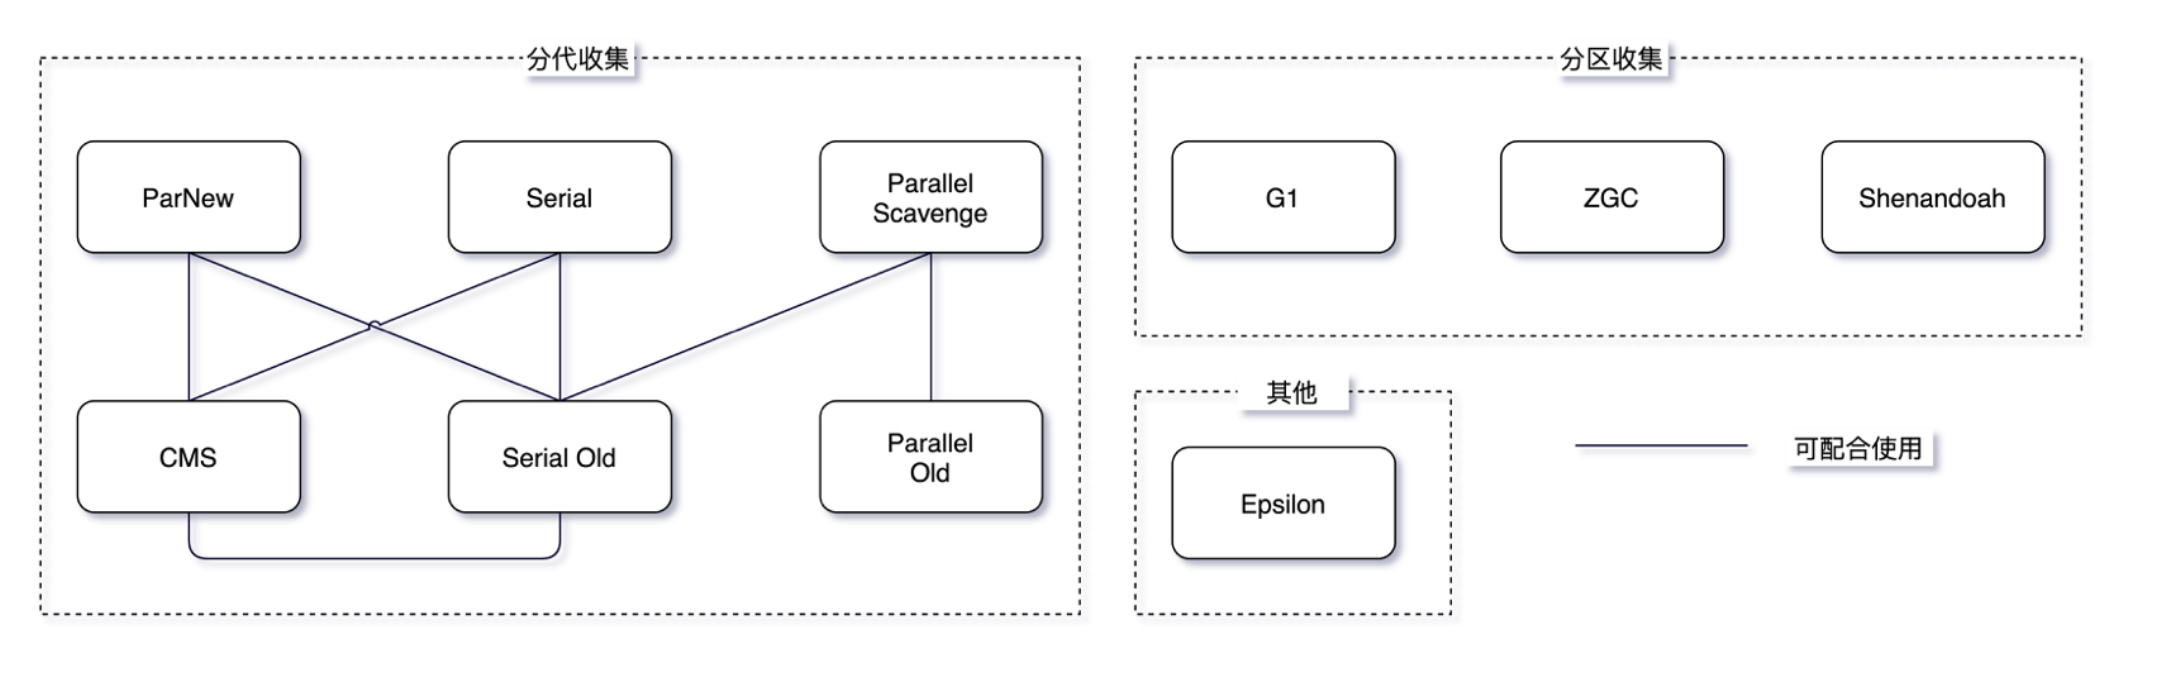 分代收集
ParNew
Serial
Parallel
Scavenge
CMS
Serial Old
Parallel
Old
分区收集
G1
ZGC
Shenandoah
其他
Epsilon
可配合使用